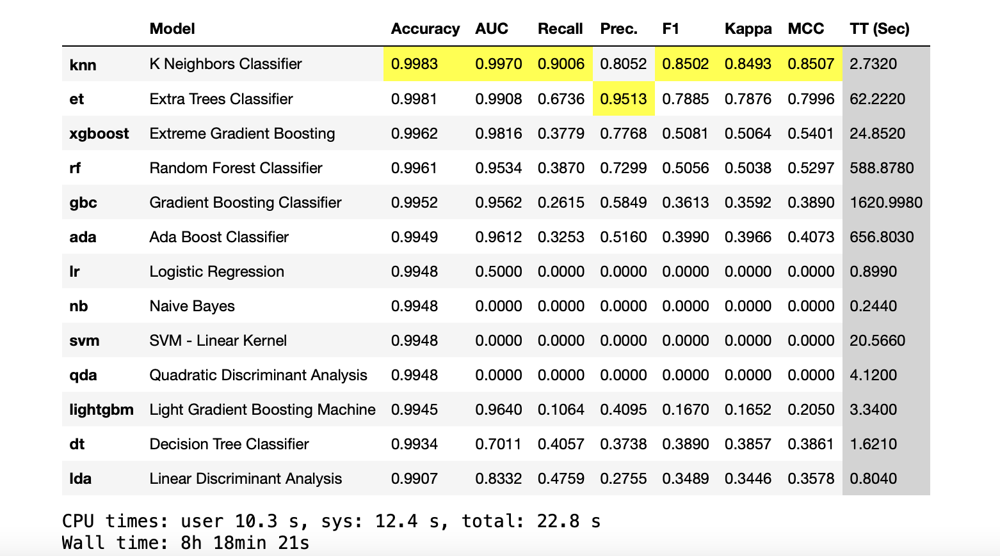 Model Accuracy AUC Recall Prec. F1 Kappa MCC TT (Sec)
knn K Neighbors Classifier 0.9983 0.9970 0.9006 0.8052 0.8502 0.8493 0.8507 2.7320
et Extra Trees Classifier 0.9981 0.9908 0.6736 0.9513 0.7885 0.7876 0.7996 62.2220
xgboost Extreme Gradient Boosting 0.9962 0.9816 0.3779 0.7768 0.5081 0.5064 0.5401 24.8520
rf Random Forest Classifier 0.9961 0.9534 0.3870 0.7299 0.5056 0.5038 0.5297 588.8780
gbc Gradient Boosting Classifier 0.9952 0.9562 0.2615 0.5849 0.3613 0.3592 0.3890 1620.9980
ada Ada Boost Classifier 0.9949 0.9612 0.3253 0.5160 0.3990 0.3966 0.4073 656.8030
lr Logistic Regression 0.9948 0.5000 0.0000 0.0000 0.0000 0.0000 0.0000 0.8990
nb Naive Bayes 0.9948 0.0000 0.0000 0.0000 0.0000 0.0000 0.0000 0.2440
svm SVM - Linear Kernel 0.9948 0.0000 0.0000 0.0000 0.0000 0.0000 0.0000 20.5660
qda Quadratic Discriminant Analysis 0.9948 0.0000 0.0000 0.0000 0.0000 0.0000 0.0000 4.1200
lightgbm Light Gradient Boosting Machine 0.9945 0.9640 0.1064 0.4095 0.1670 0.1652 0.2050 3.3400
dt Decision Tree Classifier 0.9934 0.7011 0.4057 0.3738 0.3890 0.3857 0.3861 1.6210
lda Linear Discriminant Analysis 0.9907 0.8332 0.4759 0.2755 0.3489 0.3446 0.3578 0.8040
CPU times: user 10.3 s, sys: 12.4 s, total: 22.8 s
Wall time: 8h 18min 21s